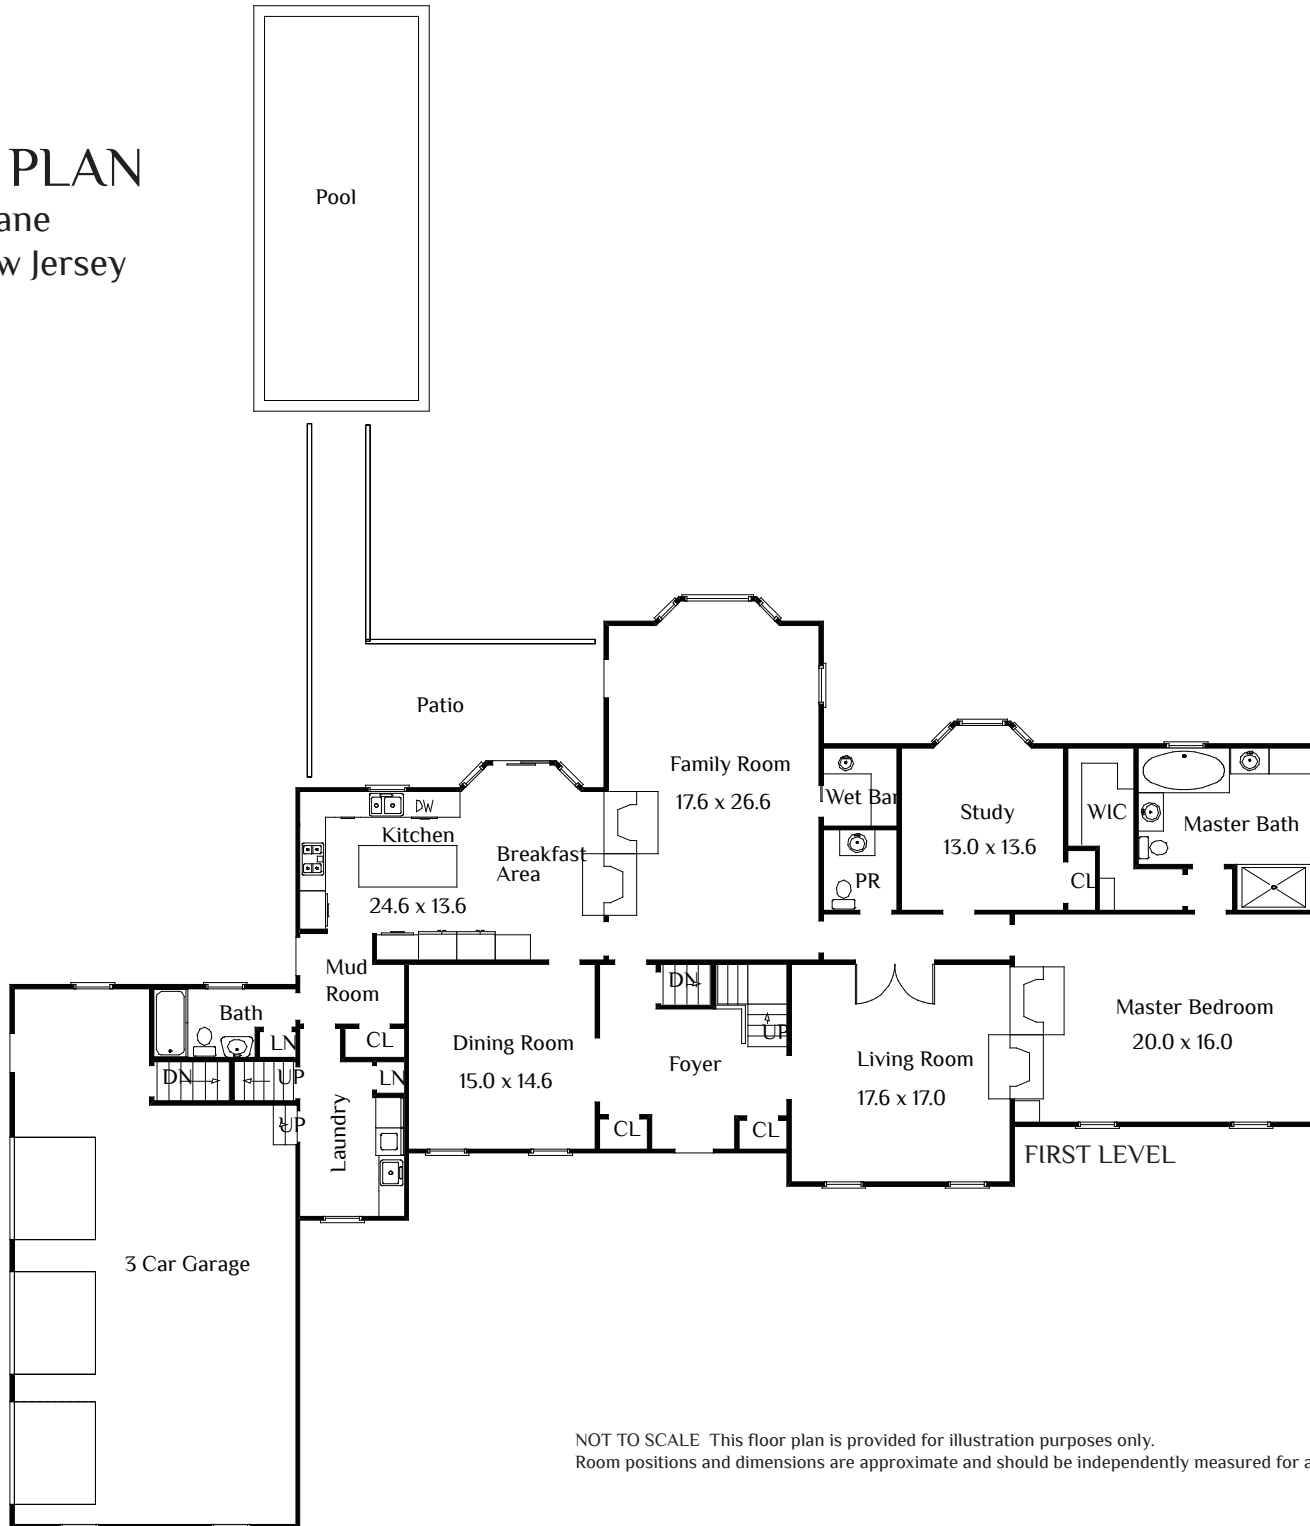 PLAN
ane
w Jersey
Pool
Patio
Family Room
17.6 x 26.6
Wet Bar
Study
13.0 x 13.6
WIC
Master Bath
DW
Kitchen
Breakfast
Area
24.6 x 13.6
PR
CL
Mud
Room
DN
UP
Master Bedroom
20.0 x 16.0
Bath
LN
CL
Dining Room
15.0 x 14.6
Foyer
Living Room
17.6 x 17.0
DN
UP
LN
UP
Laundry
CL
CL
FIRST LEVEL
3 Car Garage
NOT TO SCALE This floor plan is provided for illustration purposes only.
Room positions and dimensions are approximate and should be independently measured for a